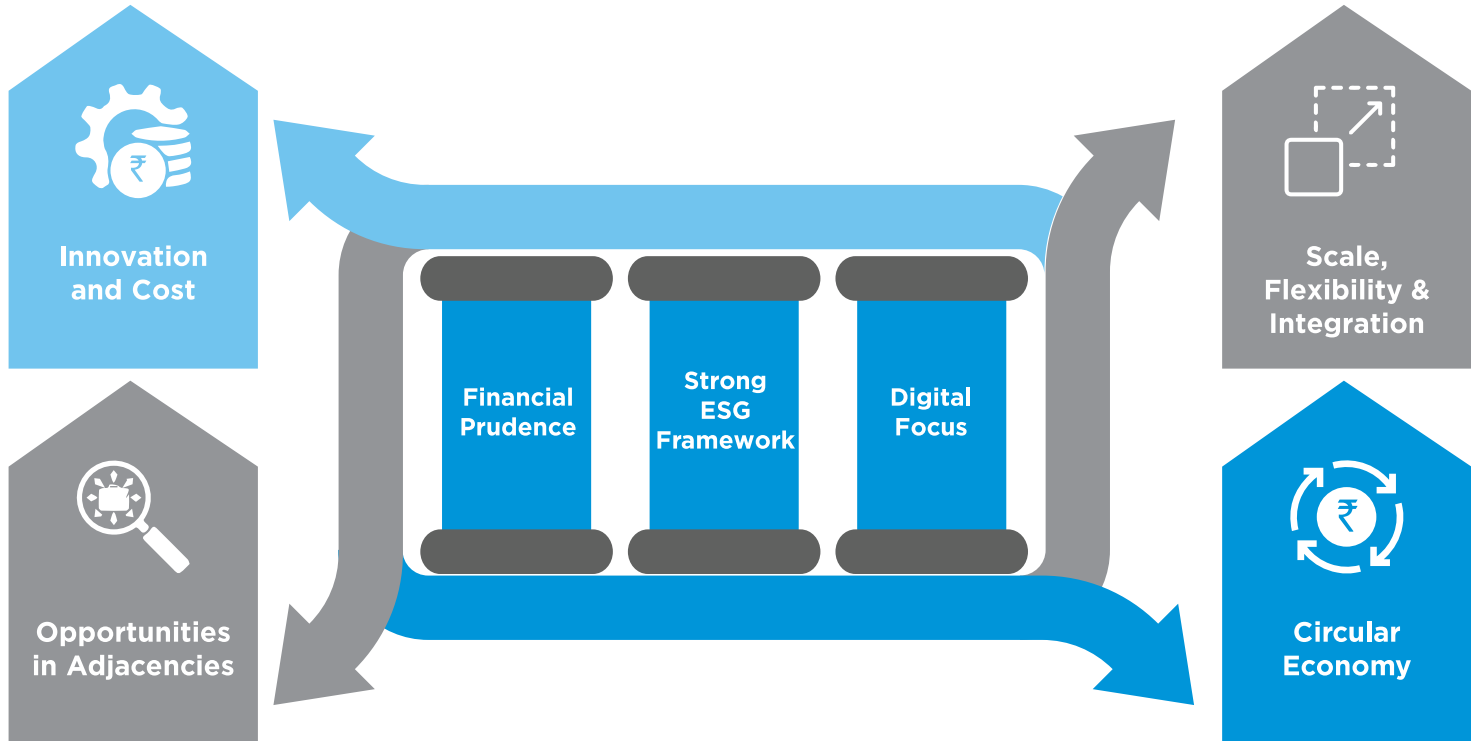 ₹
Innovation
and Cost
Scale,
Flexibility &
Integration
Financial
Prudence
Strong
ESG
Framework
Digital
Focus
Opportunities
in Adjacencies
₹
Circular
Economy